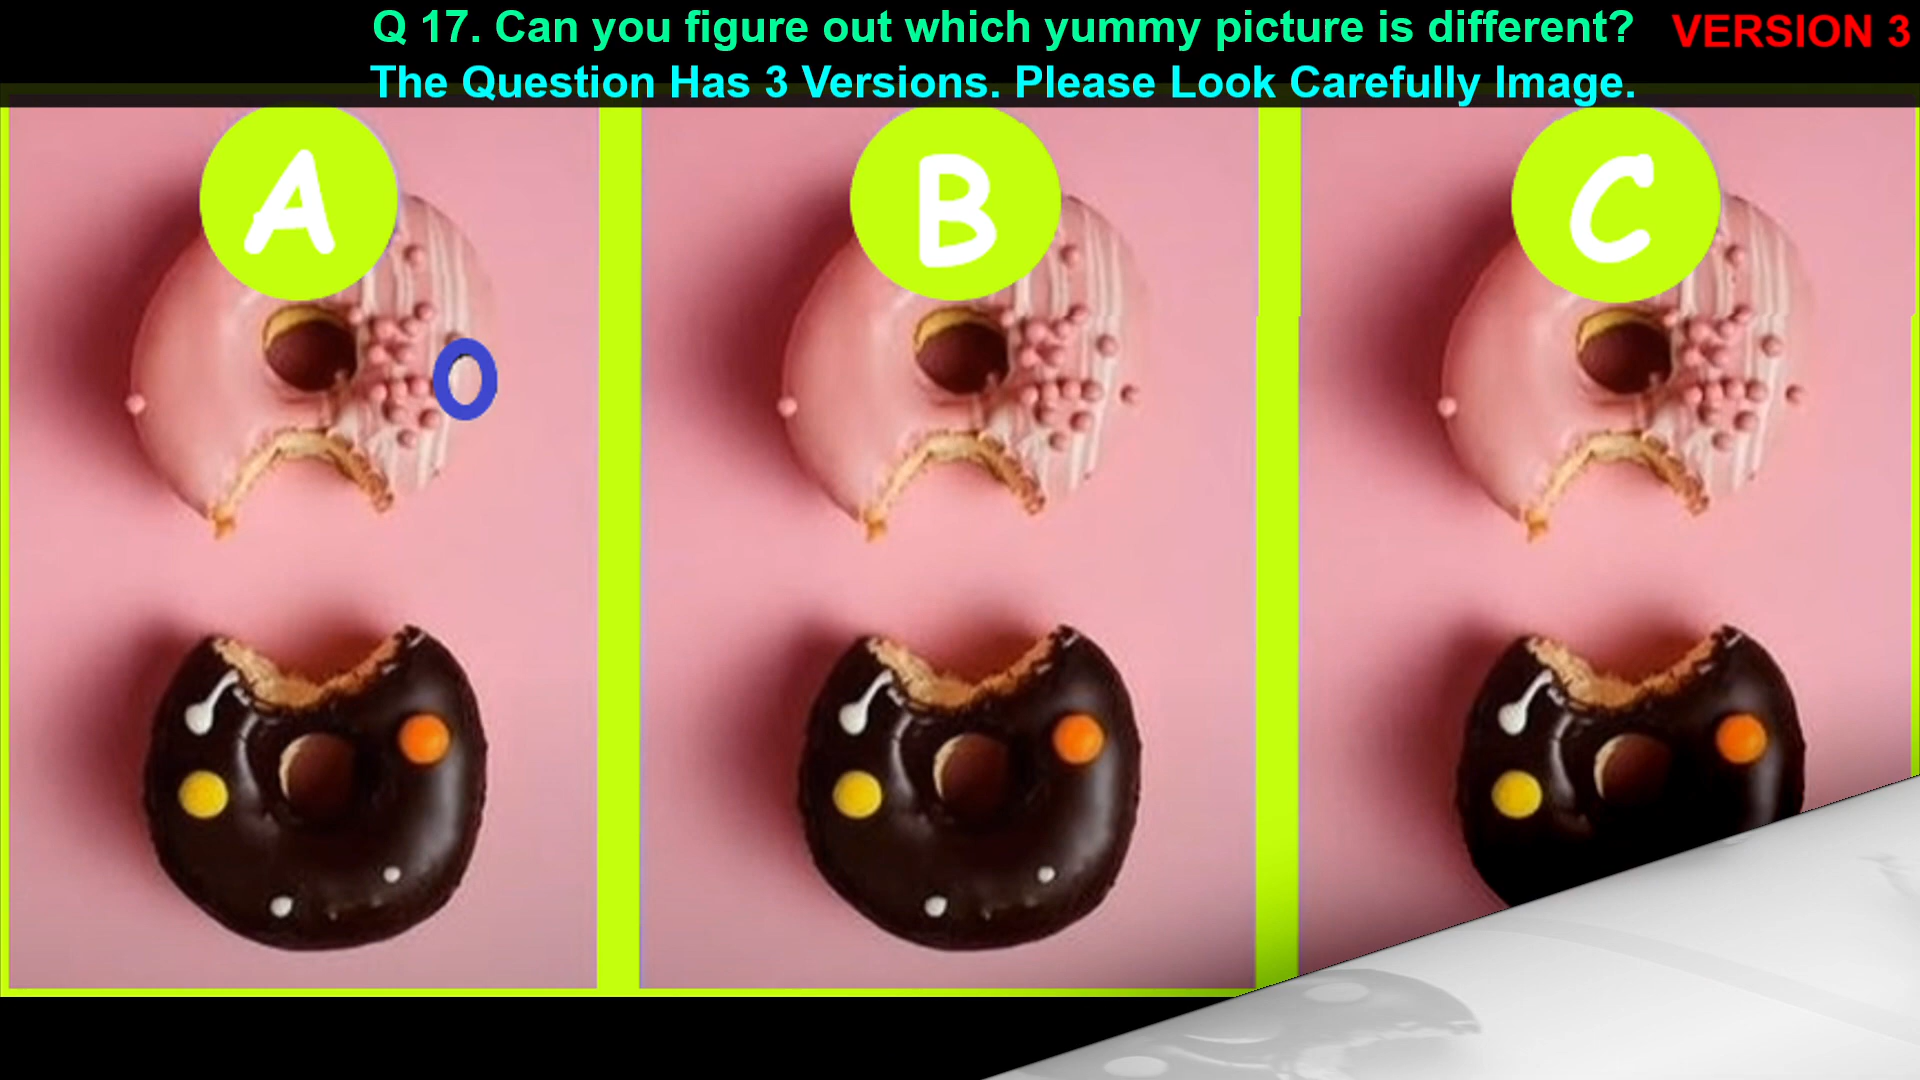 Q 17. Can you figure out which yummy picture is different?
VERSION 3
The Question Has 3 Versions. Please Look Carefully Image.
A
B
C